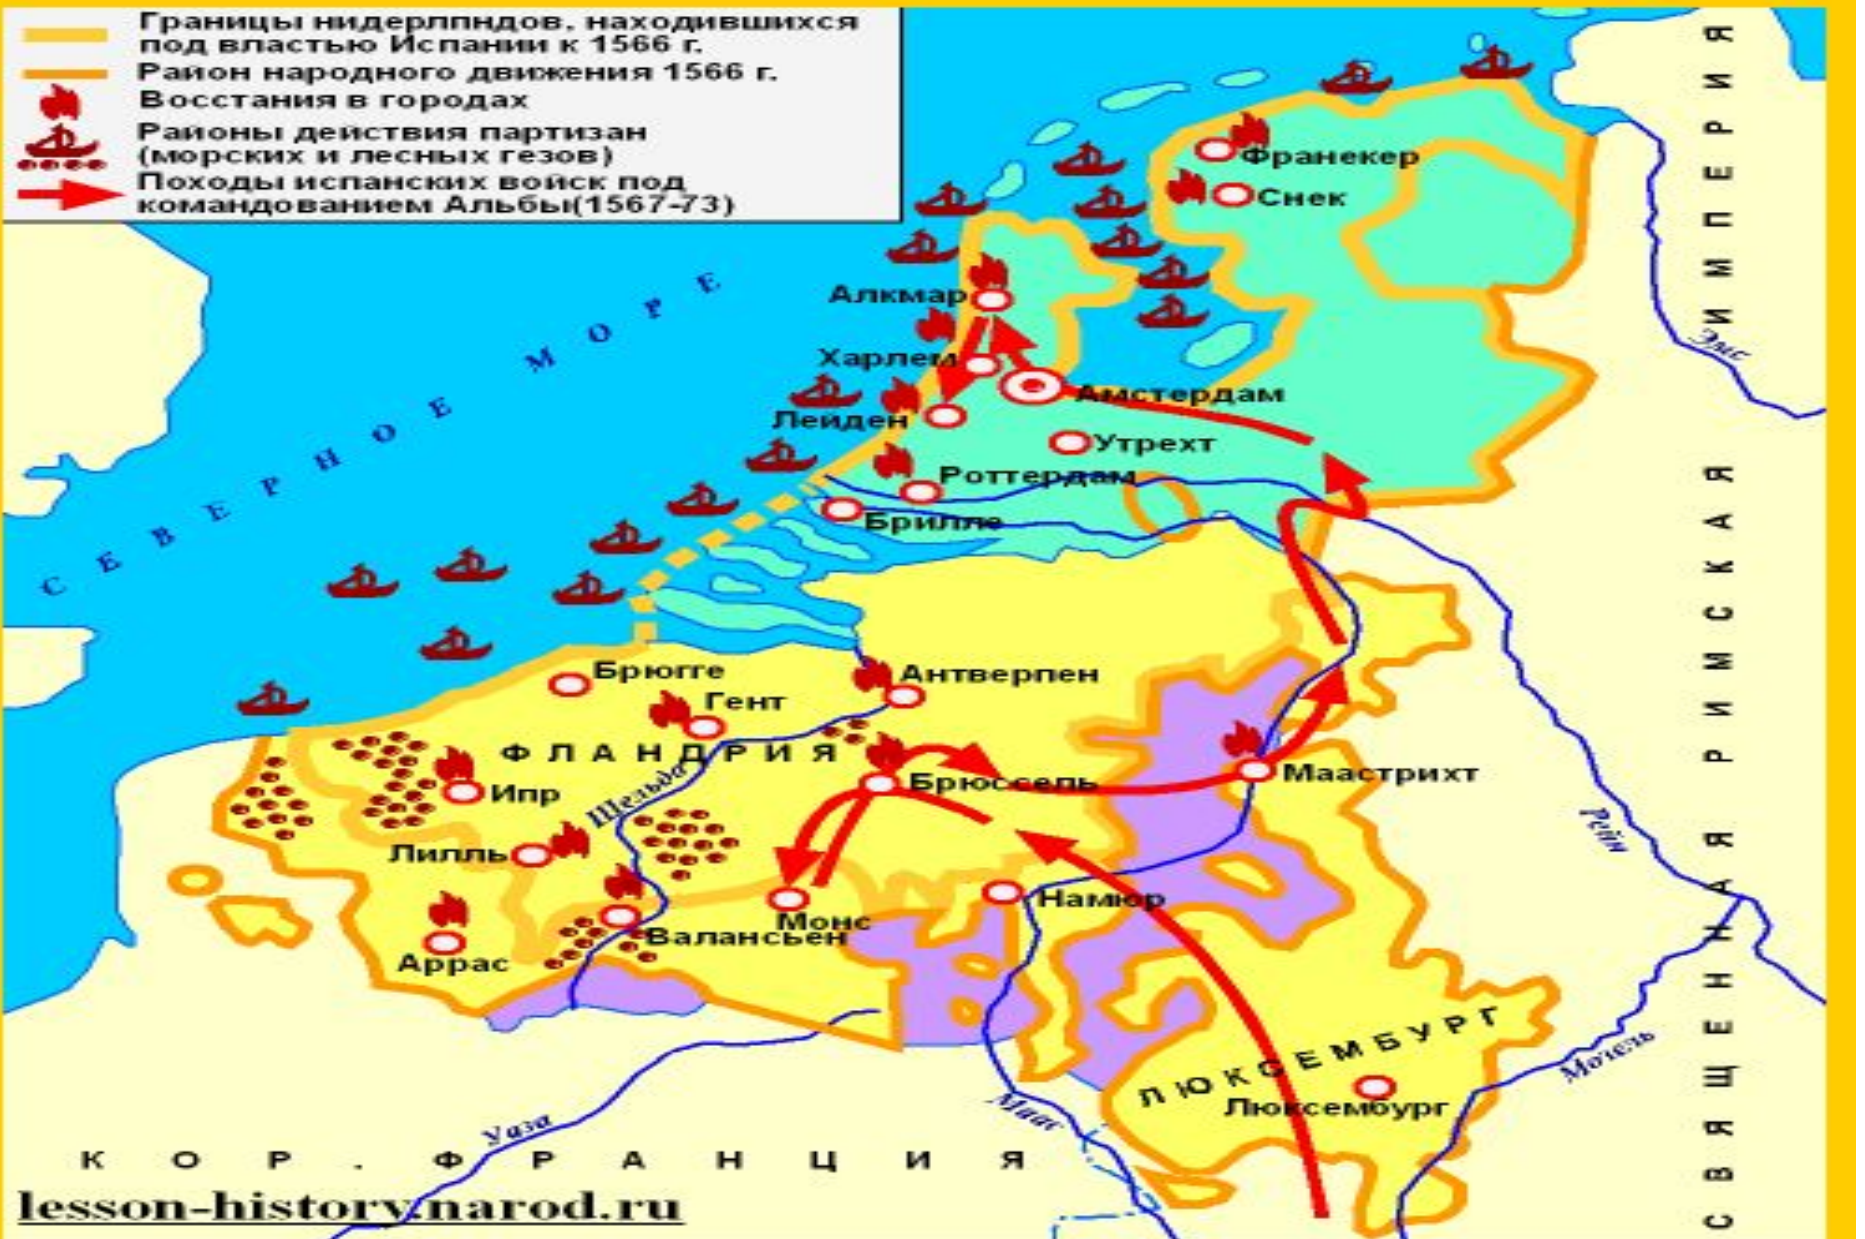 Границы нидерлпндов, находившихся
под властью Испании к 1566 г.
Район народного движения 1566 г.
Восстания в городах
Районы действия партизан
(морских и лесных гезов)
Походы испанских войск под
командованием Альбы(1567-73)
СЕВЕРНОЕ МОРЕ
Франекер
Снек
Алкмар
Харлем
Амстердам
Лейден
Утрехт
Роттердам
Брилле
Эмс
Брюгге
Антверпен
Гент
ФЛАНДРИЯ
Ипр
Шельда
Брюссель
Маастрихт
Лилль
Рейн
Намюр
Монс
Валансьен
Аррас
ЛЮКСЕМБУРГ
Люксембург
Мозель
Маас
Уаза
КОР. ФРАНЦИЯ
СВЯЩЕННАЯ РИМСКАЯ ИМПЕРИЯ
lesson-history.narod.ru